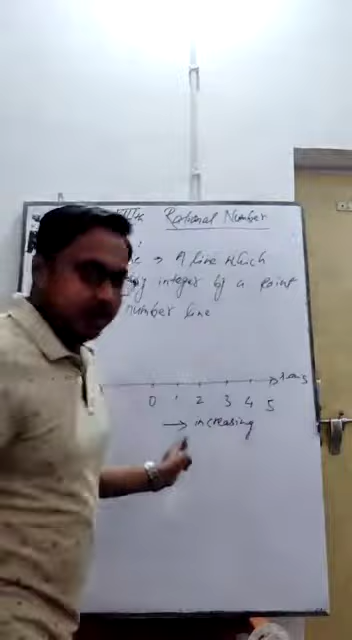 Rational Number
A line which
integer by a point
number line
0 1 2 3 4 5
→ increasing